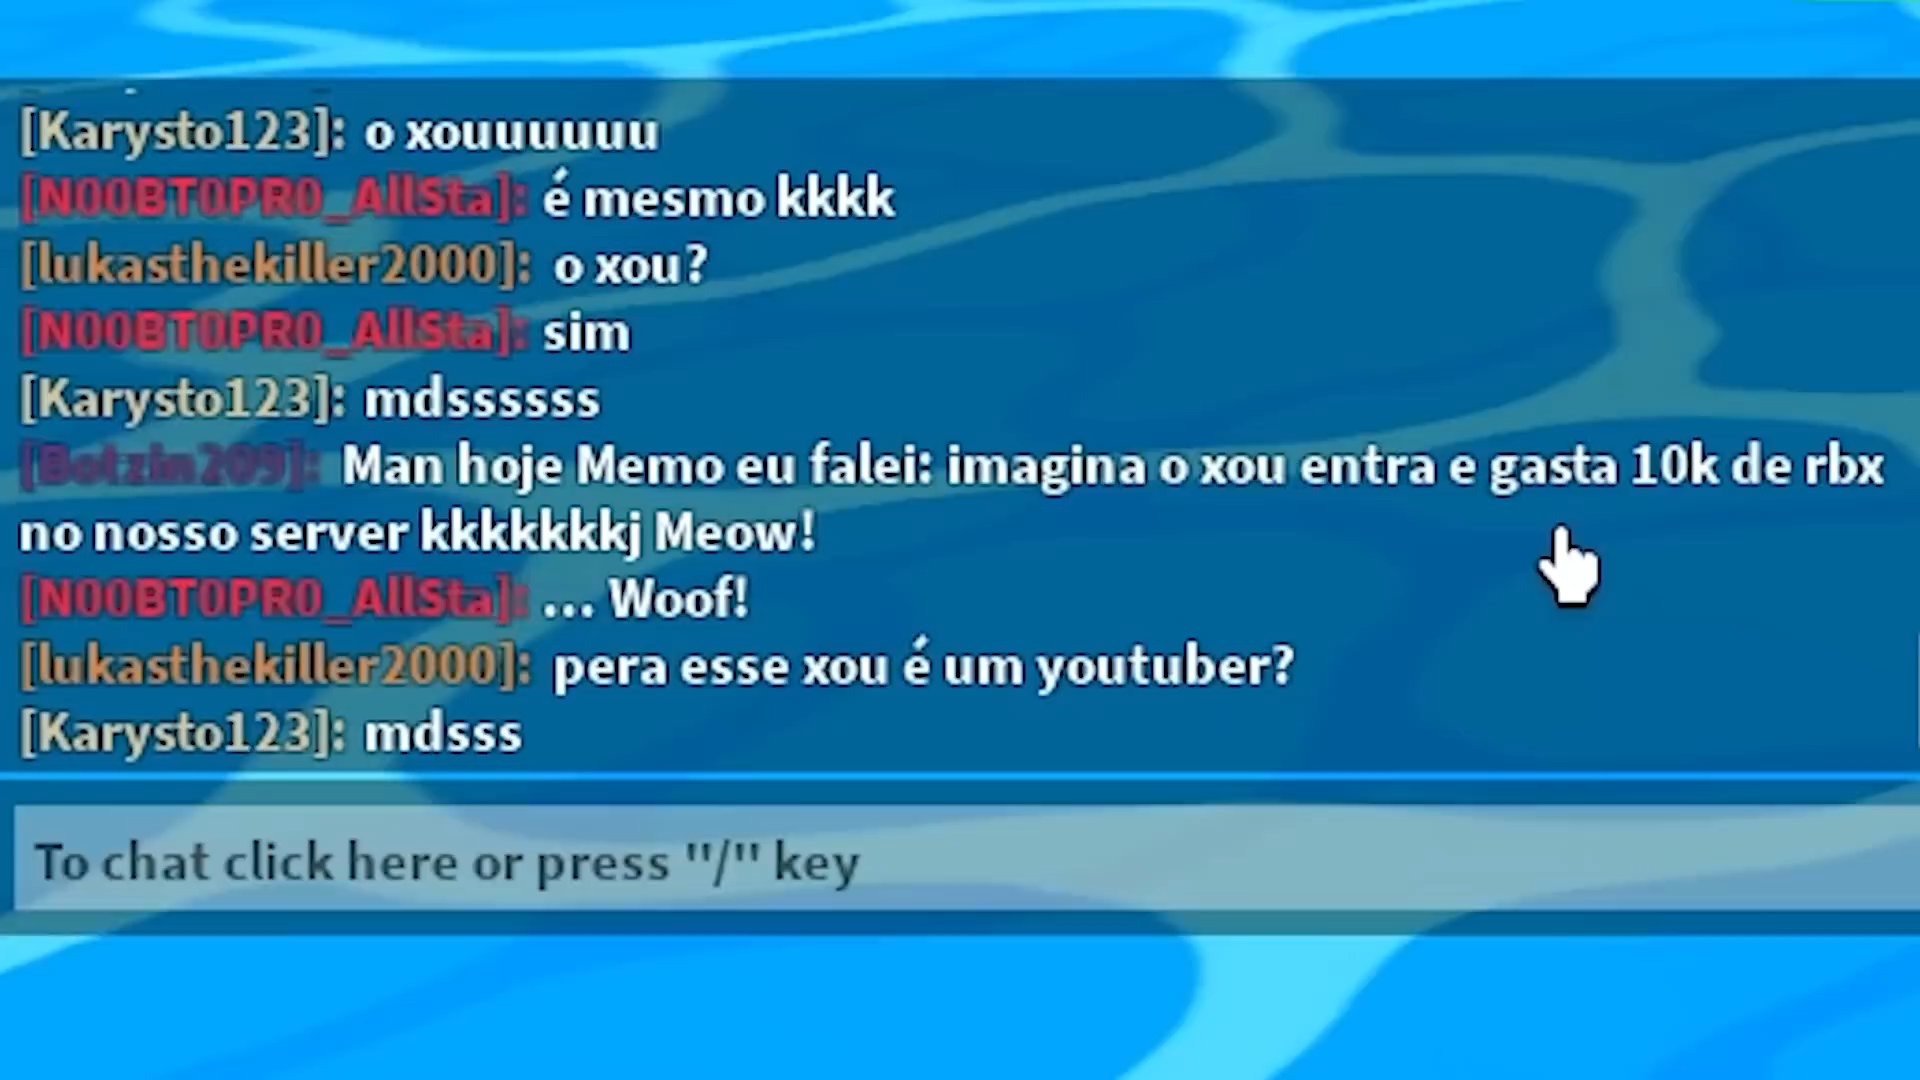 [Karysto123]: o xouuuuuu
[N00BT0PR0_AllSta]: é mesmo kkkk
[lukasthekiller2000]: o xou?
[N00BT0PR0_AllSta]: sim
[Karysto123]: mdssssss
[Botzin209]: Man hoje Memo eu falei: imagina o xou entra e gasta 10k de rbx
no nosso server kkkkkkkj Meow!
[N00BT0PR0_AllSta]: ... Woof!
[lukasthekiller2000]: pera esse xou é um youtuber?
[Karysto123]: mdsss
To chat click here or press "/" key